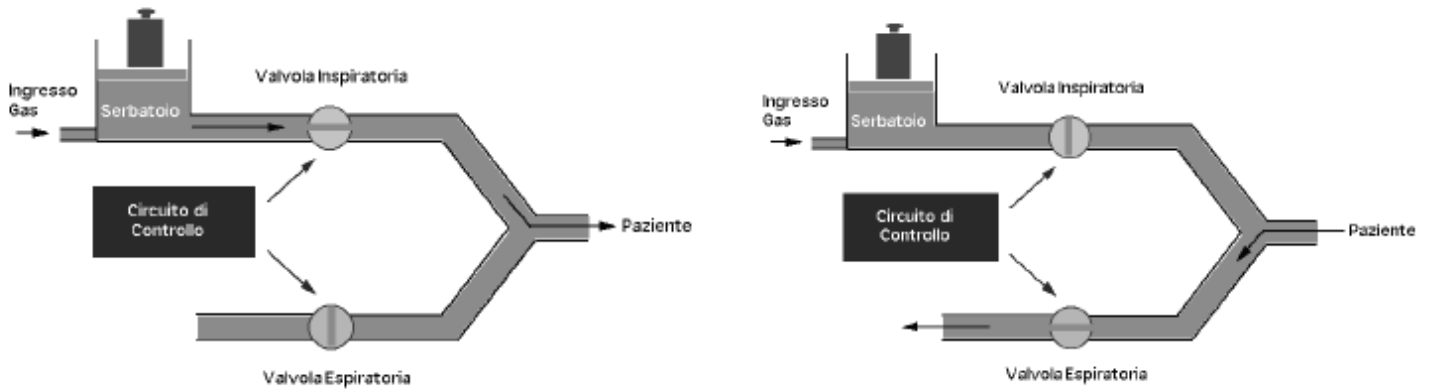 Valvola Inspiratoria
Ingresso
Gas
Serbatoio
Circuito di
Controllo
Paziente
Valvola Espiratoria
Valvola Inspiratoria
Ingresso
Gas
Serbatoio
Circuito di
Controllo
Paziente
Valvola Espiratoria